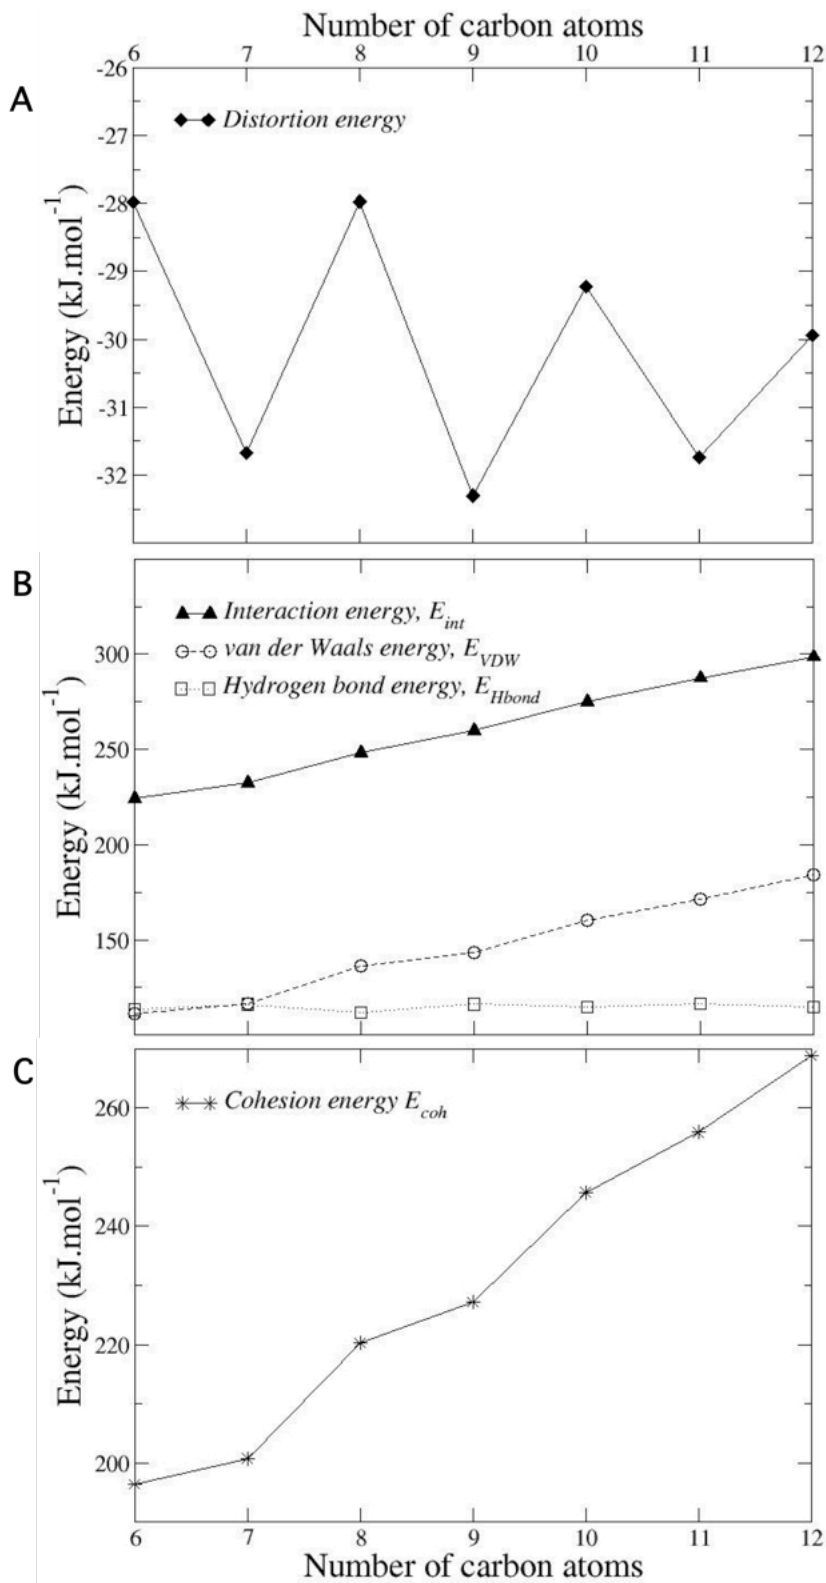 Number of carbon atoms
6 7 8 9 10 11 12
A
-26
Distortion energy
-27
-28
-29
-30
-31
-32
Energy (kJ.mol-1)
B
Interaction energy, Eint
van der Waals energy, EVDW
Hydrogen bond energy, EHbond
300
250
200
150
Energy (kJ.mol-1)
C
Cohesion energy Ecoh
260
240
220
200
Energy (kJ.mol-1)
6 7 8 9 10 11 12
Number of carbon atoms